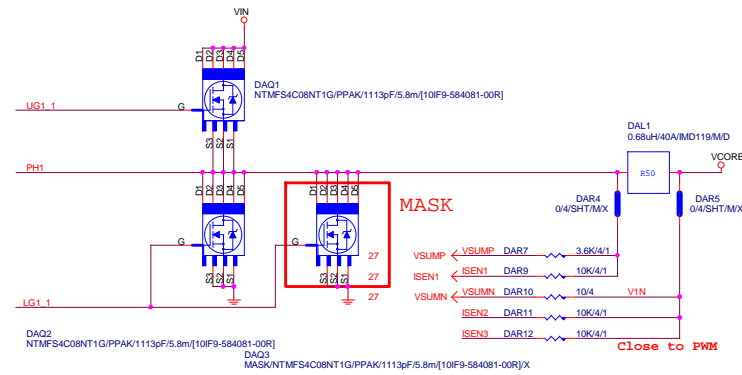 VIN
D1 D2 D3 D4 D5
DAQ1
NTMFS4C08NT1G/PPAK/1113pF/5.8m/[10IF9-584081-00R]
UG1_1
G
S3 S2 S1
DAL1
0.68uH/40A/IMD119/M/D
VCORE
R50
PH1
D1 D2 D3 D4 D5
D1 D2 D3 D4 D5
MASK
DAR4
0/4/SHT/M/X
DAR5
0/4/SHT/M/X
G
G
27
VSUMP VSUMP DAR7 3.6K/4/1
S3 S2 S1
S3 S2 S1
27
ISEN1 ISEN1 DAR9 10K/4/1
27
VSUMN VSUMN DAR10 10/4 V1N
LG1_1
ISEN2 DAR11 10K/4/1
ISEN3 DAR12 10K/4/1
Close to PWM
DAQ2
NTMFS4C08NT1G/PPAK/1113pF/5.8m/[10IF9-584081-00R]
DAQ3
MASK/NTMFS4C08NT1G/PPAK/1113pF/5.8m/[10IF9-584081-00R]/X